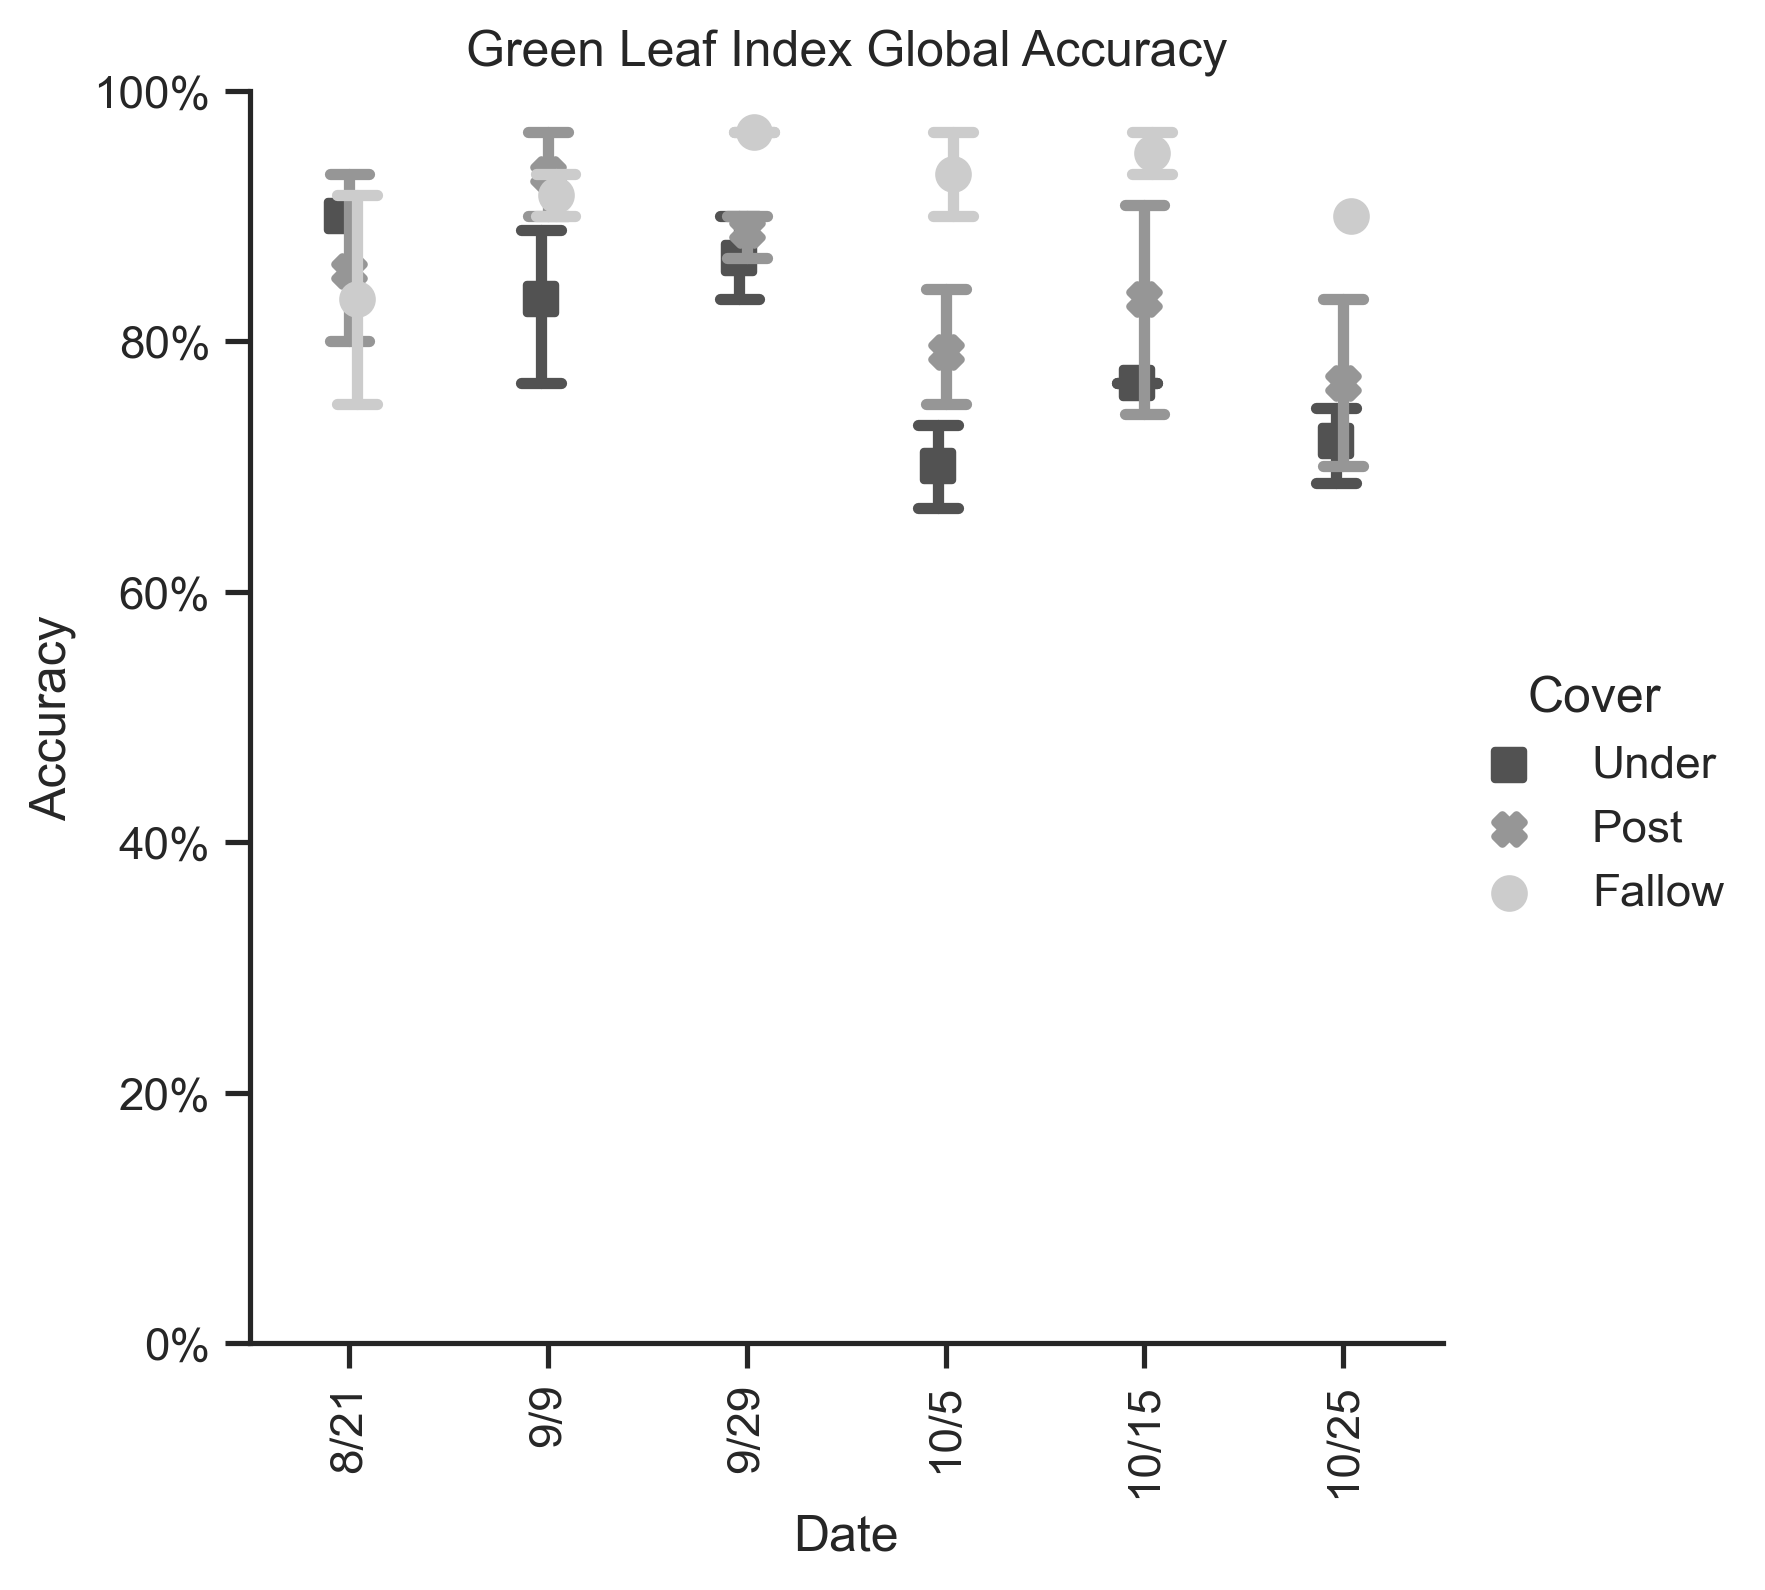 Green Leaf Index Global Accuracy
100%
80%
60%
40%
20%
0%
Accuracy
8/21
9/9
9/29
10/5
10/15
10/25
Date
Cover
Under
Post
Fallow